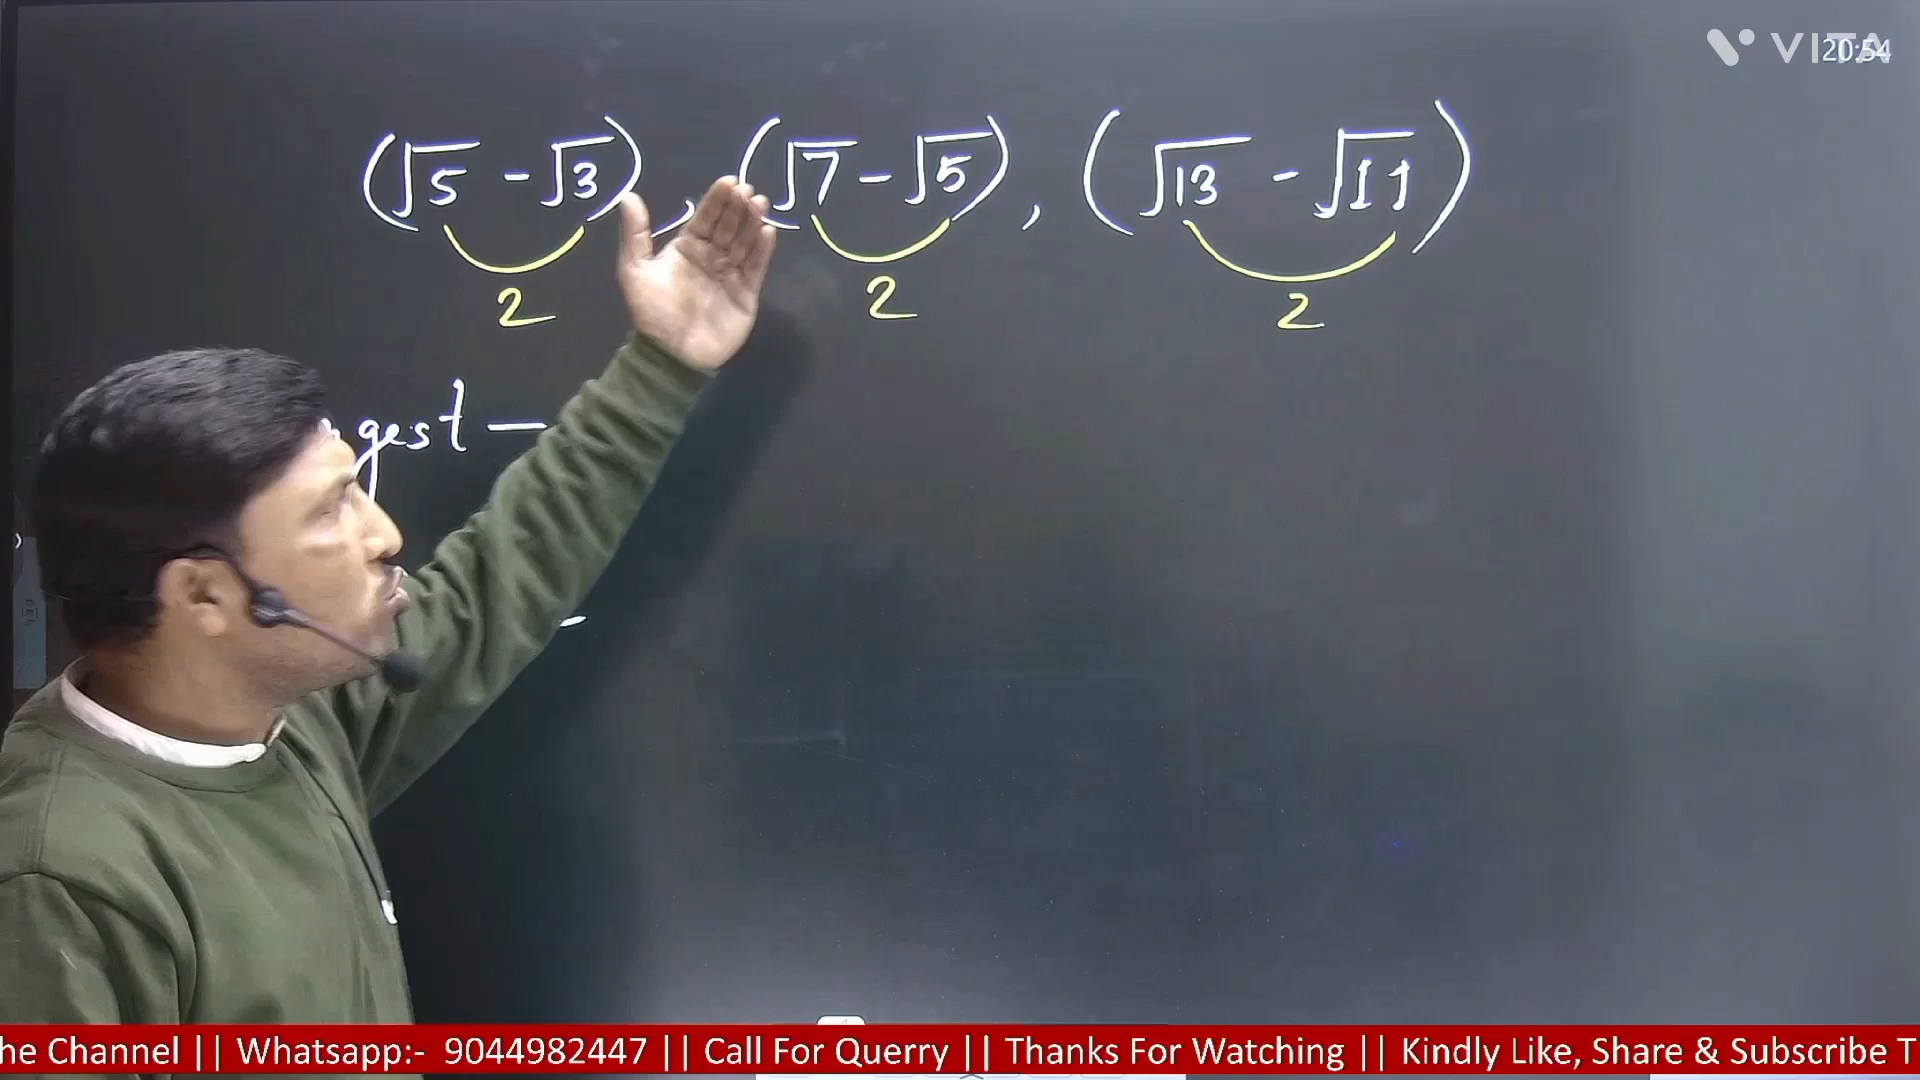 VITA 20:54
(√5 - √3), (√7 - √5), (√13 - √11)
2 2 2
gest -
-
he Channel || Whatsapp:- 9044982447 || Call For Querry || Thanks For Watching || Kindly Like, Share & Subscribe T